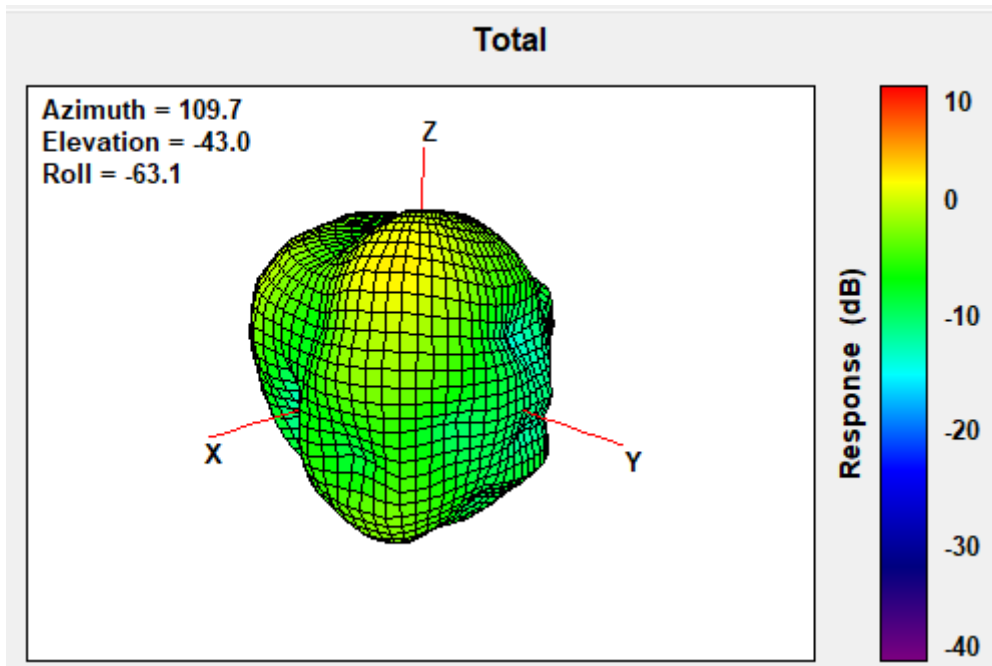 Total
Azimuth = 109.7
Elevation = -43.0
Roll = -63.1
Z
X
Y
10
0
-10
-20
-30
-40
Response (dB)